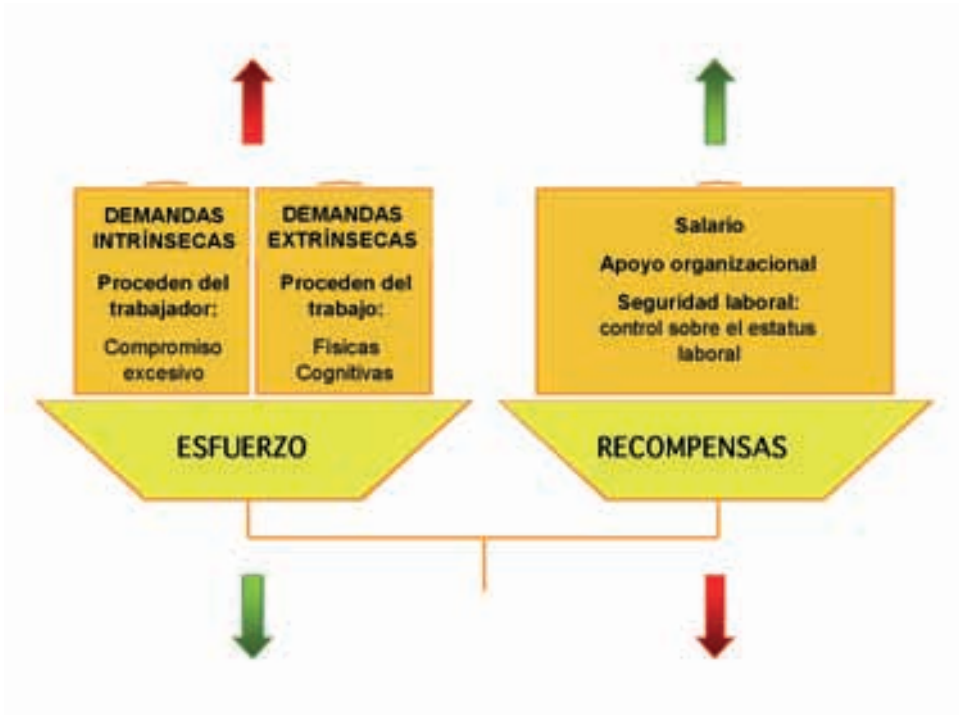 DEMANDAS
INTRÍNSECAS
Proceden del
trabajador:
Compromiso
excesivo
DEMANDAS
EXTRÍNSECAS
Proceden del
trabajo:
Físicas
Cognitivas
ESFUERZO
Salario
Apoyo organizacional
Seguridad laboral:
control sobre el estatus
laboral
RECOMPENSAS